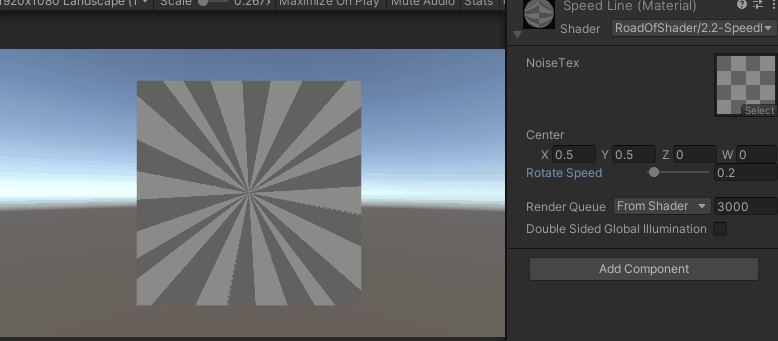 1920x1080 Landscape (1 Scale 0.267x Maximize On Play Mute Audio Stats
Speed Line (Material)
Shader RoadOfShader/2.2-Speedl
NoiseTex
Select
Center
X 0.5 Y 0.5 Z 0 W 0
Rotate Speed 0.2
Render Queue From Shader 3000
Double Sided Global Illumination
Add Component